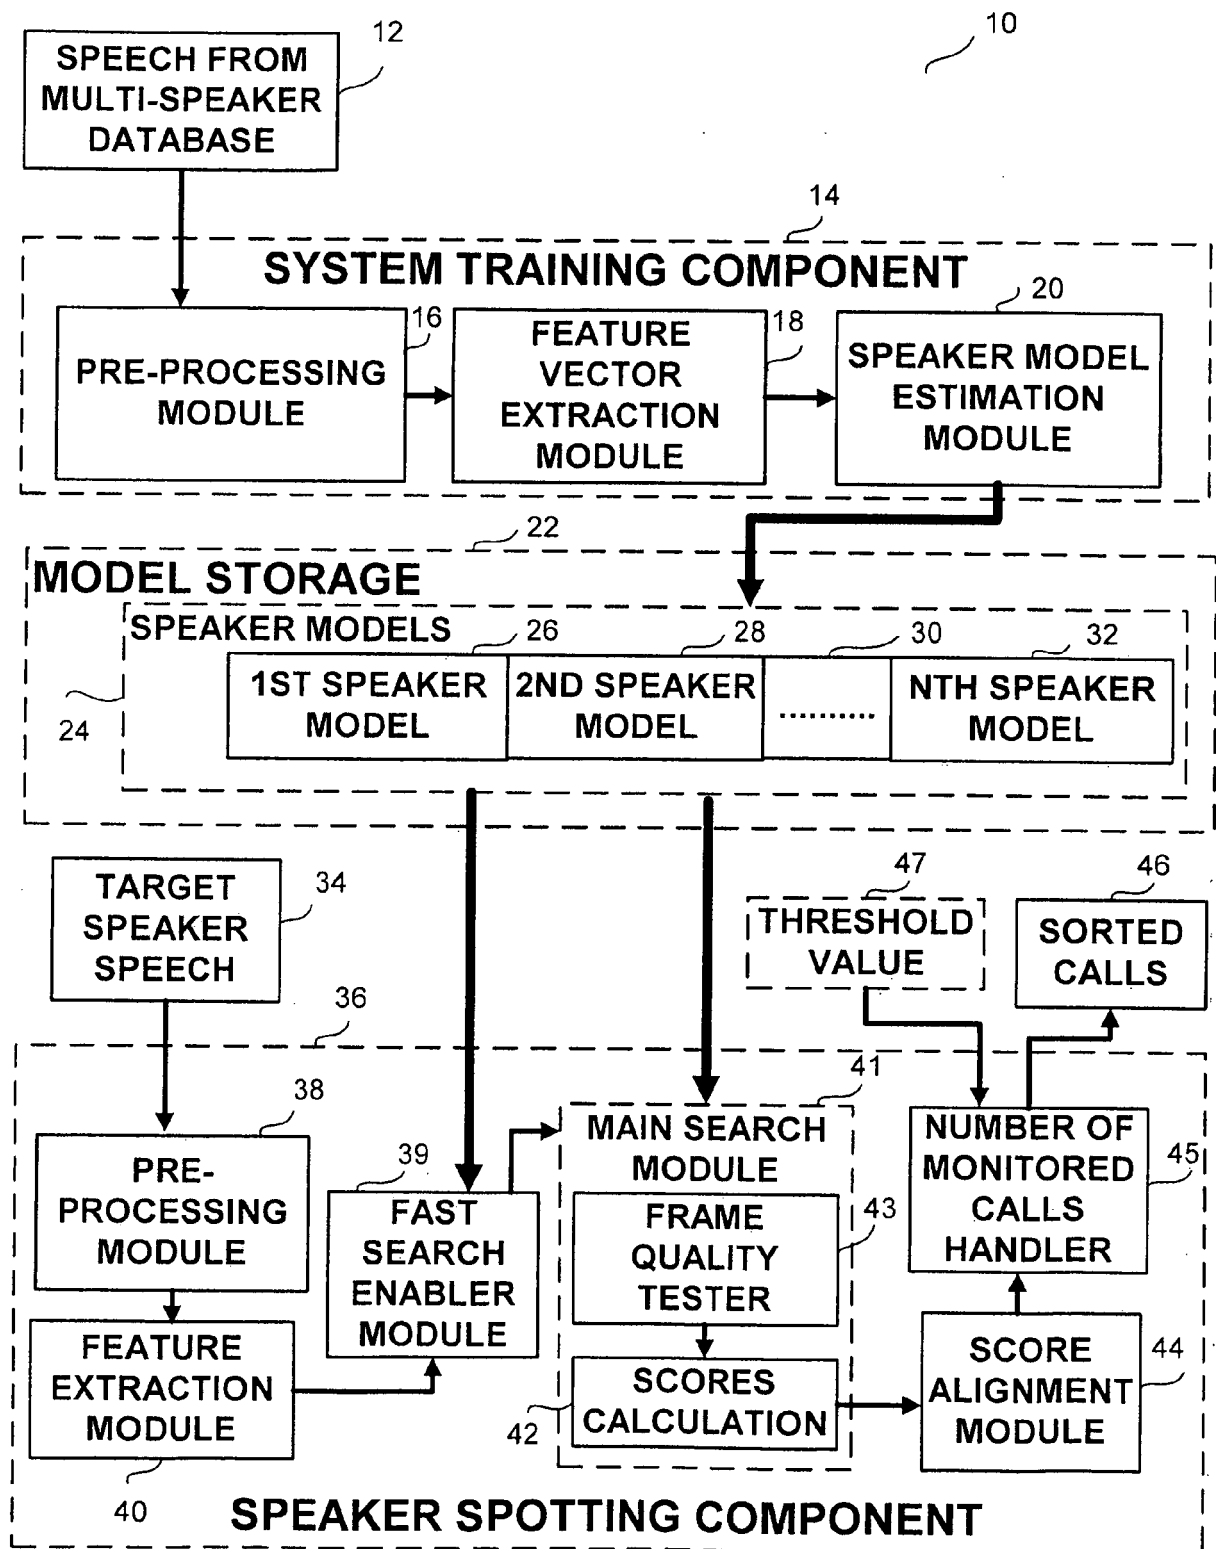 12
10
SPEECH FROM
MULTI-SPEAKER
DATABASE
14
SYSTEM TRAINING COMPONENT
16
18
20
PRE-PROCESSING
MODULE
FEATURE
VECTOR
EXTRACTION
MODULE
SPEAKER MODEL
ESTIMATION
MODULE
22
MODEL STORAGE
SPEAKER MODELS
26
28
30
32
24
1ST SPEAKER
MODEL
2ND SPEAKER
MODEL
...........
NTH SPEAKER
MODEL
34
TARGET
SPEAKER
SPEECH
47
THRESHOLD
VALUE
46
SORTED
CALLS
36
38
PRE-
PROCESSING
MODULE
39
FAST
SEARCH
ENABLER
MODULE
41
MAIN SEARCH
MODULE
43
FRAME
QUALITY
TESTER
NUMBER OF
MONITORED
CALLS
HANDLER
45
FEATURE
EXTRACTION
MODULE
40
42
SCORES
CALCULATION
SCORE
ALIGNMENT
MODULE
44
SPEAKER SPOTTING COMPONENT